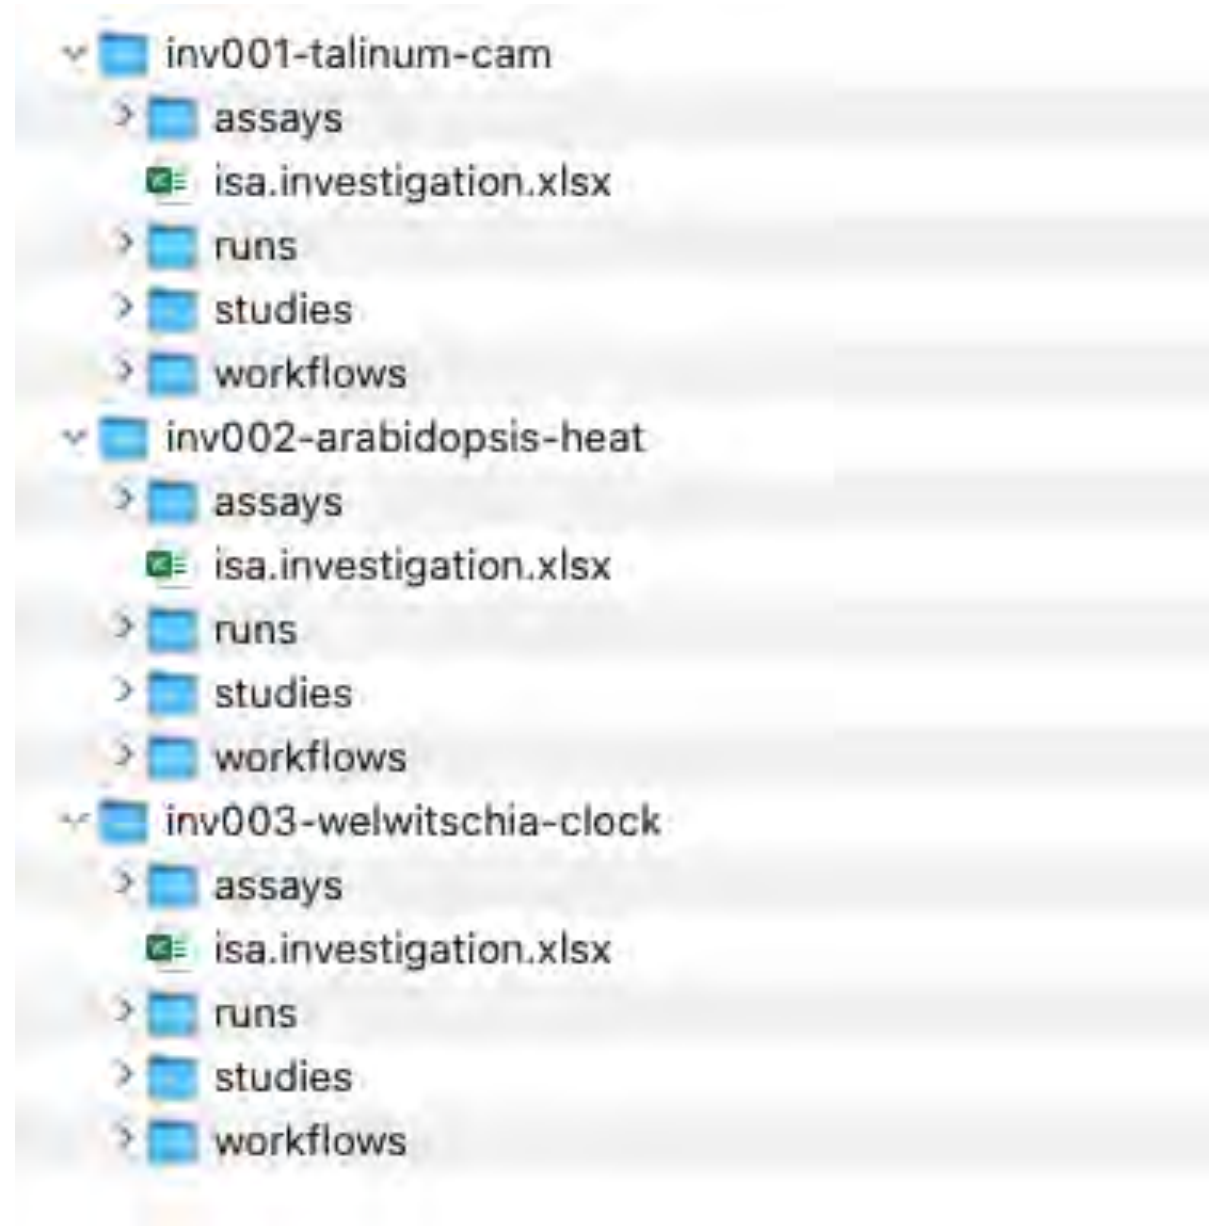 inv001-talinum-cam
assays
isa.investigation.xlsx
runs
studies
workflows
inv002-arabidopsis-heat
assays
isa.investigation.xlsx
runs
studies
workflows
inv003-welwitschia-clock
assays
isa.investigation.xlsx
runs
studies
workflows